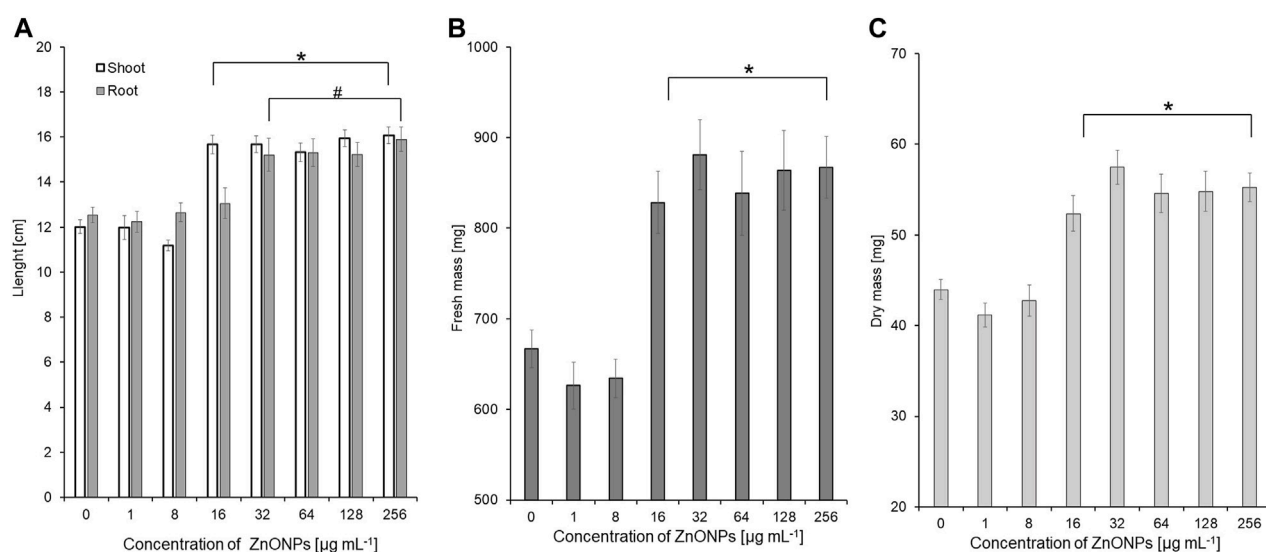 A
20
18
16
14
12
10
8
6
4
2
0
Llenght [cm]
Shoot
Root
*
#
0 1 8 16 32 64 128 256
Concentration of ZnONPs [µg mL-1]
B
1000
900
800
700
600
500
Fresh mass [mg]
*
0 1 8 16 32 64 128 256
Concentration of ZnONPs [µg mL-1]
C
70
60
50
40
30
20
Dry mass [mg]
*
0 1 8 16 32 64 128 256
Concentration of ZnONPs [µg mL-1]